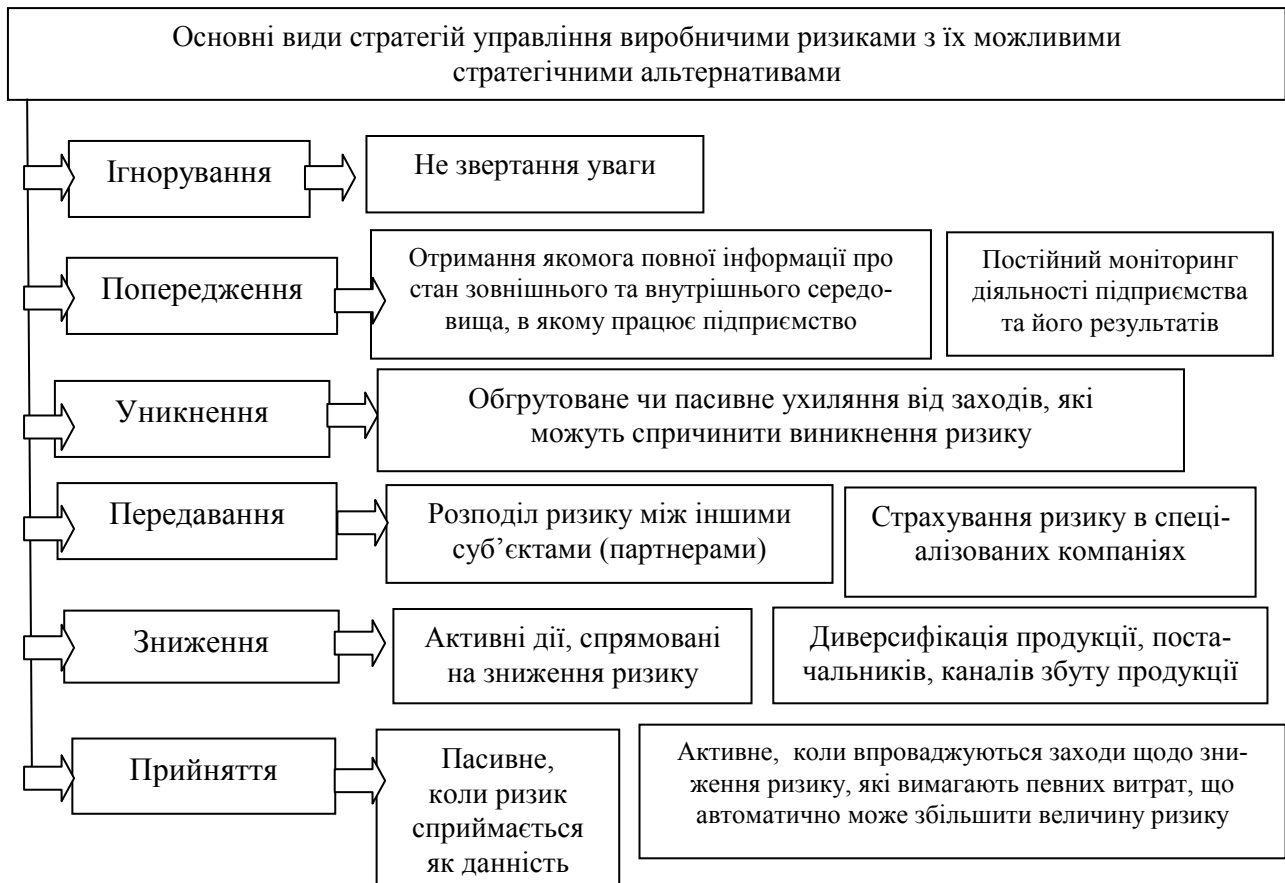 Основні види стратегій управління виробничими ризиками з їх можливими
стратегічними альтернативами
Ігнорування
Не звертання уваги
Попередження
Отримання якомога повної інформації про
стан зовнішнього та внутрішнього середо-
вища, в якому працює підприємство
Постійний моніторинг
діяльності підприємства
та його результатів
Уникнення
Обгрутоване чи пасивне ухиляння від заходів, які
можуть спричинити виникнення ризику
Передавання
Розподіл ризику між іншими
суб’єктами (партнерами)
Страхування ризику в спеці-
алізованих компаніях
Зниження
Активні дії, спрямовані
на зниження ризику
Диверсифікація продукції, поста-
чальників, каналів збуту продукції
Прийняття
Пасивне,
коли ризик
сприймається
як данність
Активне, коли впроваджуються заходи щодо зни-
ження ризику, які вимагають певних витрат, що
автоматично може збільшити величину ризику